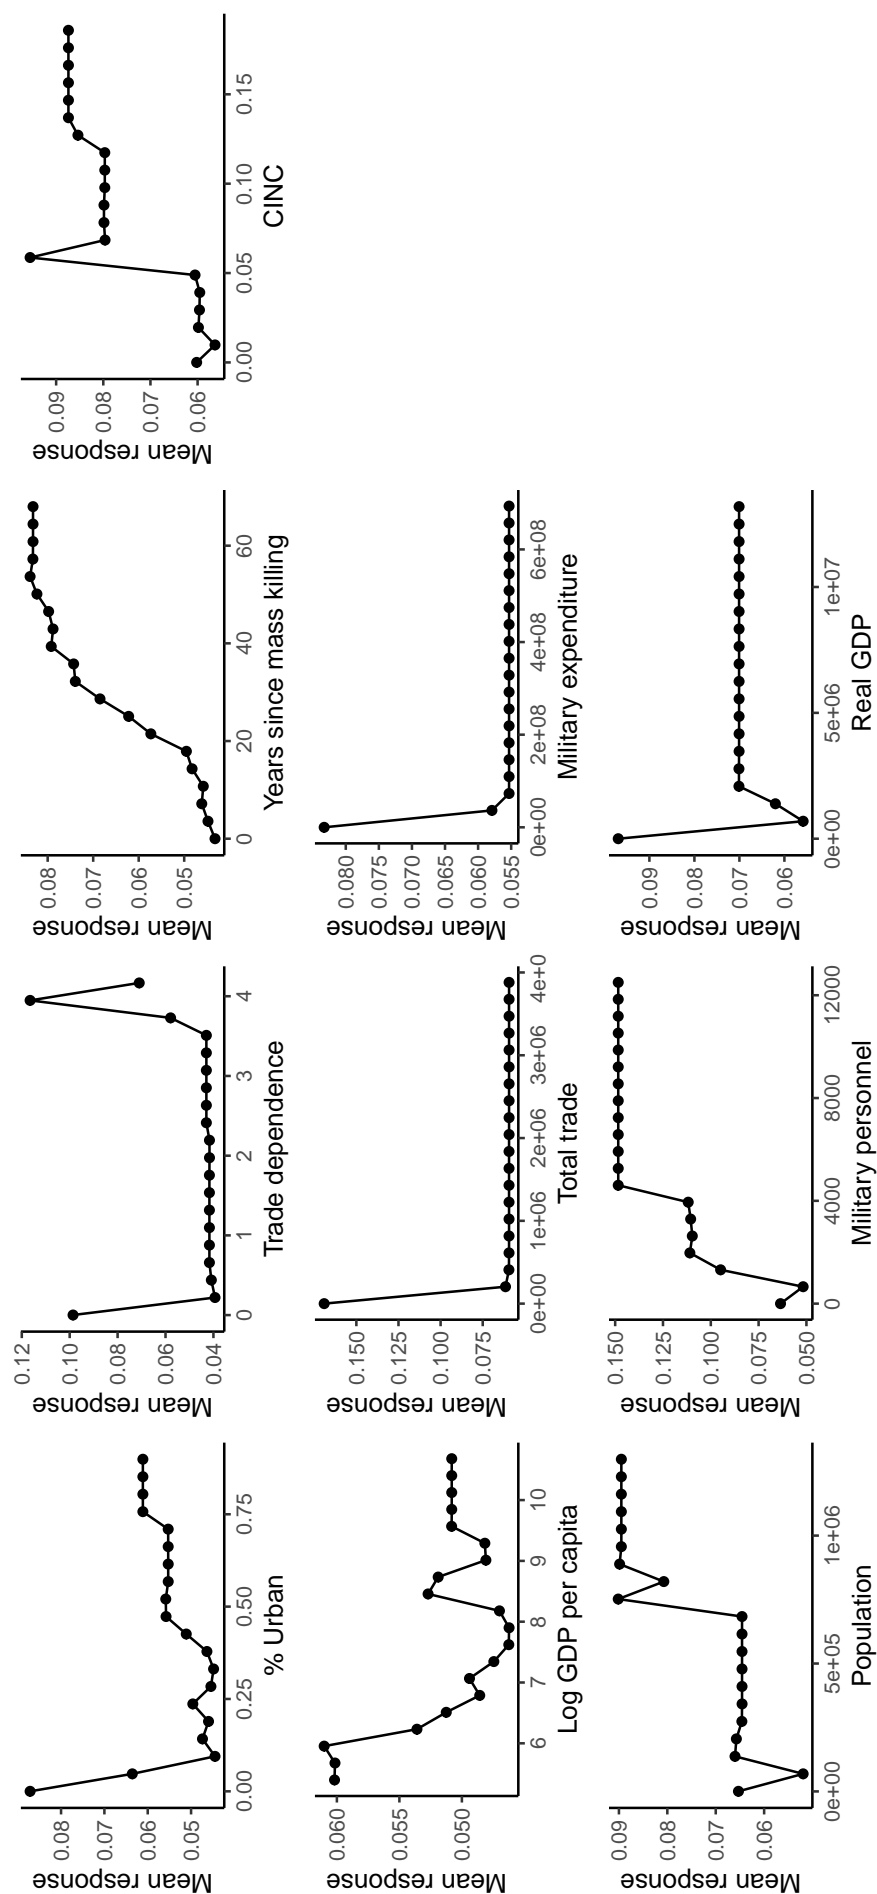 Mean response
0.08
0.07
0.06
0.05
0.00 0.25 0.50 0.75
% Urban
Mean response
0.12
0.10
0.08
0.06
0.04
0 1 2 3 4
Trade dependence
Mean response
0.08
0.07
0.06
0.05
0 20 40 60
Years since mass killing
Mean response
0.09
0.08
0.07
0.06
0.00 0.05 0.10 0.15
CINC
Mean response
0.060
0.055
0.050
6 7 8 9 10
Log GDP per capita
Mean response
0.150
0.125
0.100
0.075
0e+00 1e+06 2e+06 3e+06 4e+0
Total trade
Mean response
0.080
0.075
0.070
0.065
0.060
0.055
0e+00 2e+08 4e+08 6e+08
Military expenditure
Mean response
0.09
0.08
0.07
0.06
0e+00 5e+05 1e+06
Population
Mean response
0.150
0.125
0.100
0.075
0.050
0 4000 8000 12000
Military personnel
Mean response
0.09
0.08
0.07
0.06
0e+00 5e+06 1e+07
Real GDP